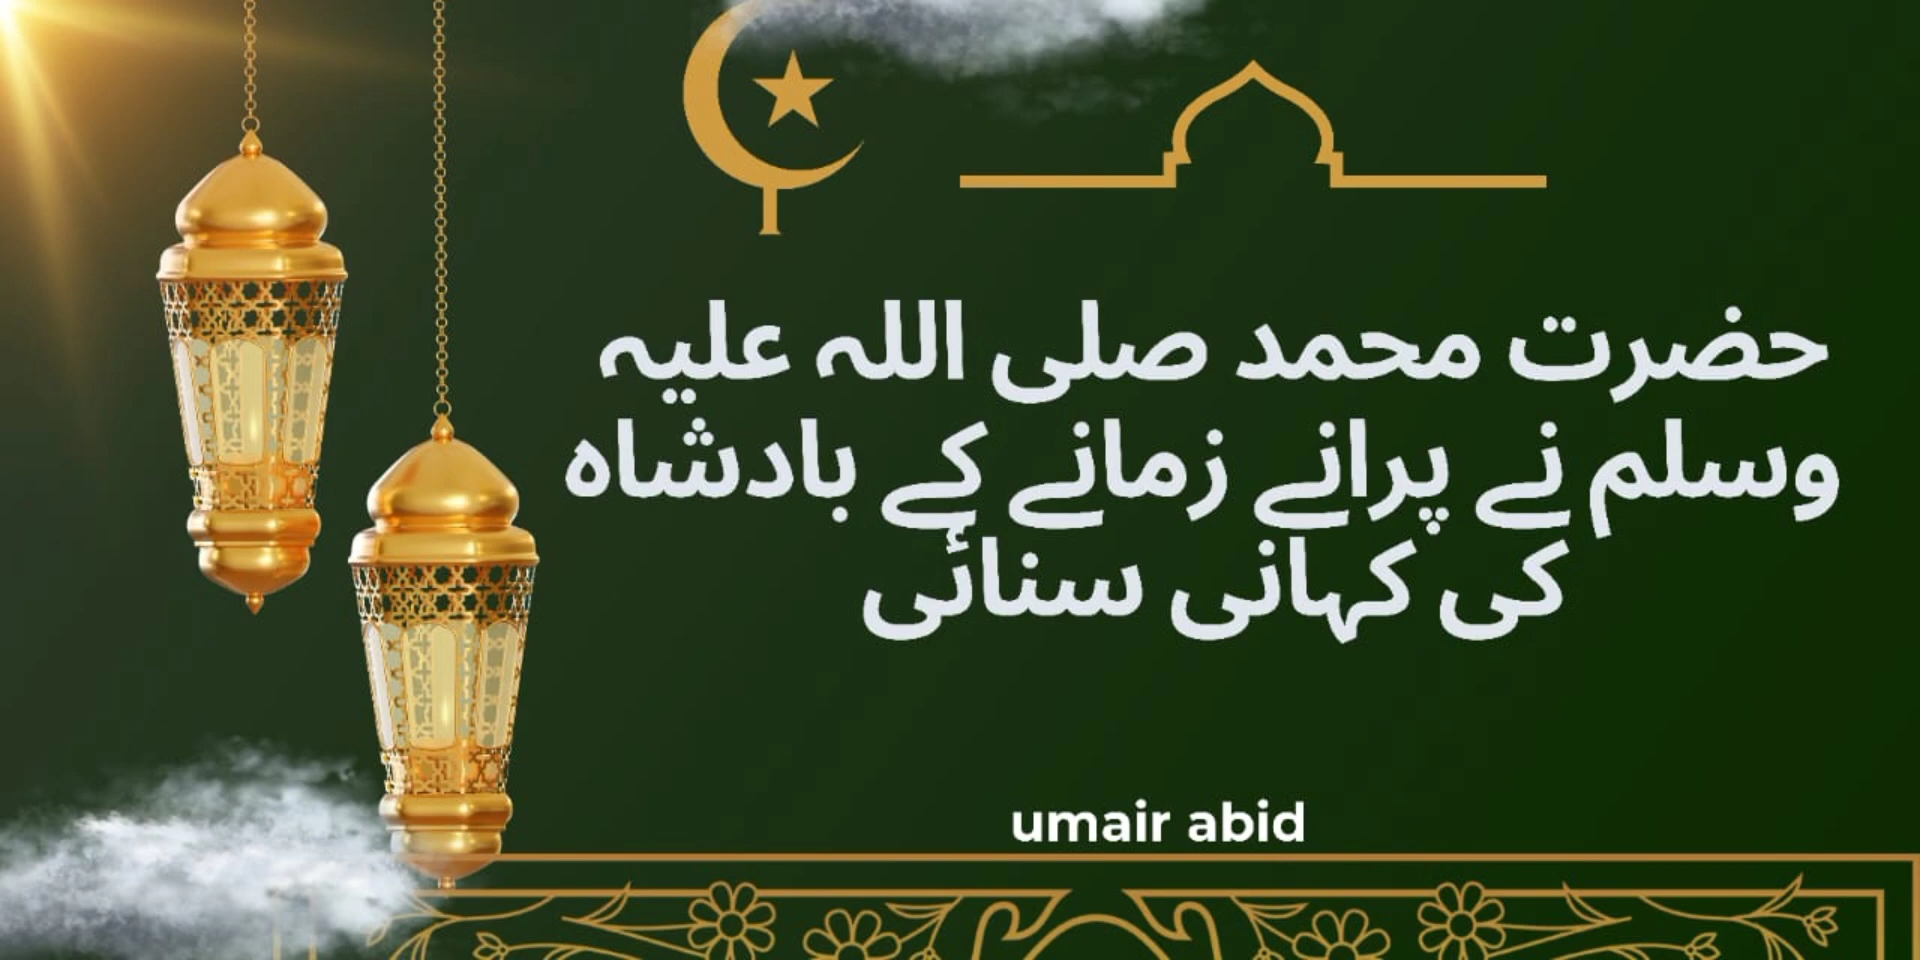 حضرت محمد صلی اللہ علیہ
وسلم نے پرانے زمانے کے بادشاہ
کی کہانی سنائی
umair abid